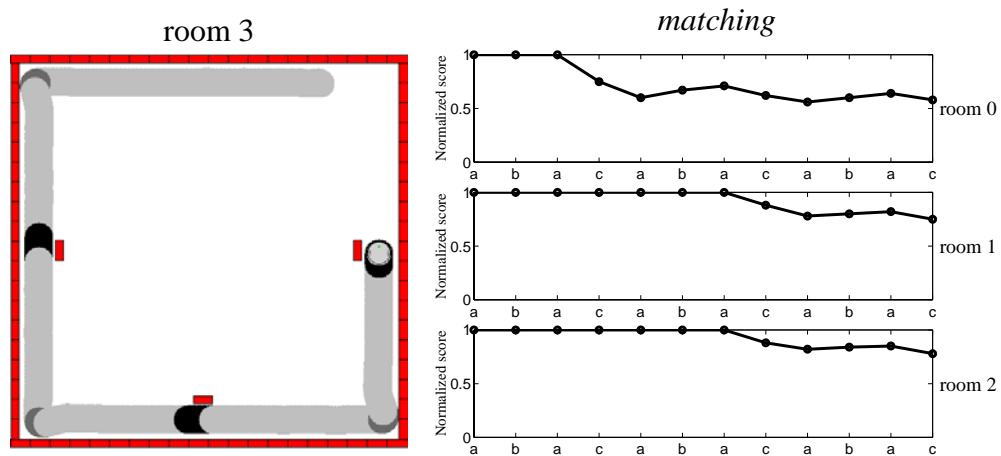 room 3
matching
Normalized score
1
0.5
0
a b a c a b a c a b a c
room 0
Normalized score
1
0.5
0
a b a c a b a c a b a c
room 1
Normalized score
1
0.5
0
a b a c a b a c a b a c
room 2